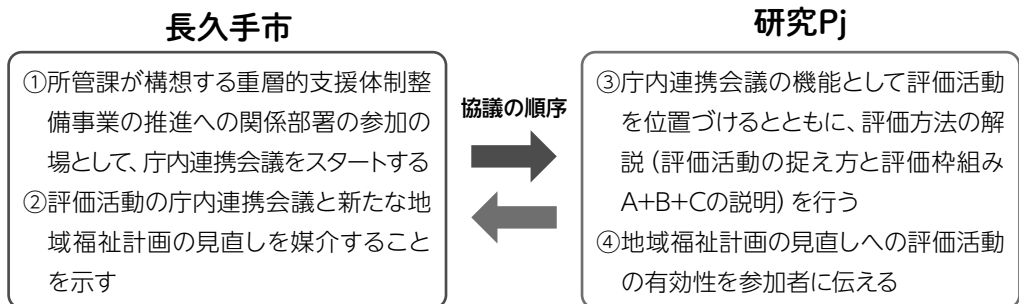 長久手市
①所管課が構想する重層的支援体制整
備事業の推進への関係部署の参加の
場として、庁内連携会議をスタートする
②評価活動の庁内連携会議と新たな地
域福祉計画の見直しを媒介すること
を示す
協議の順序
研究Pj
③庁内連携会議の機能として評価活動
を位置づけるとともに、評価方法の解
説（評価活動の捉え方と評価枠組み
A+B+Cの説明）を行う
④地域福祉計画の見直しへの評価活動
の有効性を参加者に伝える